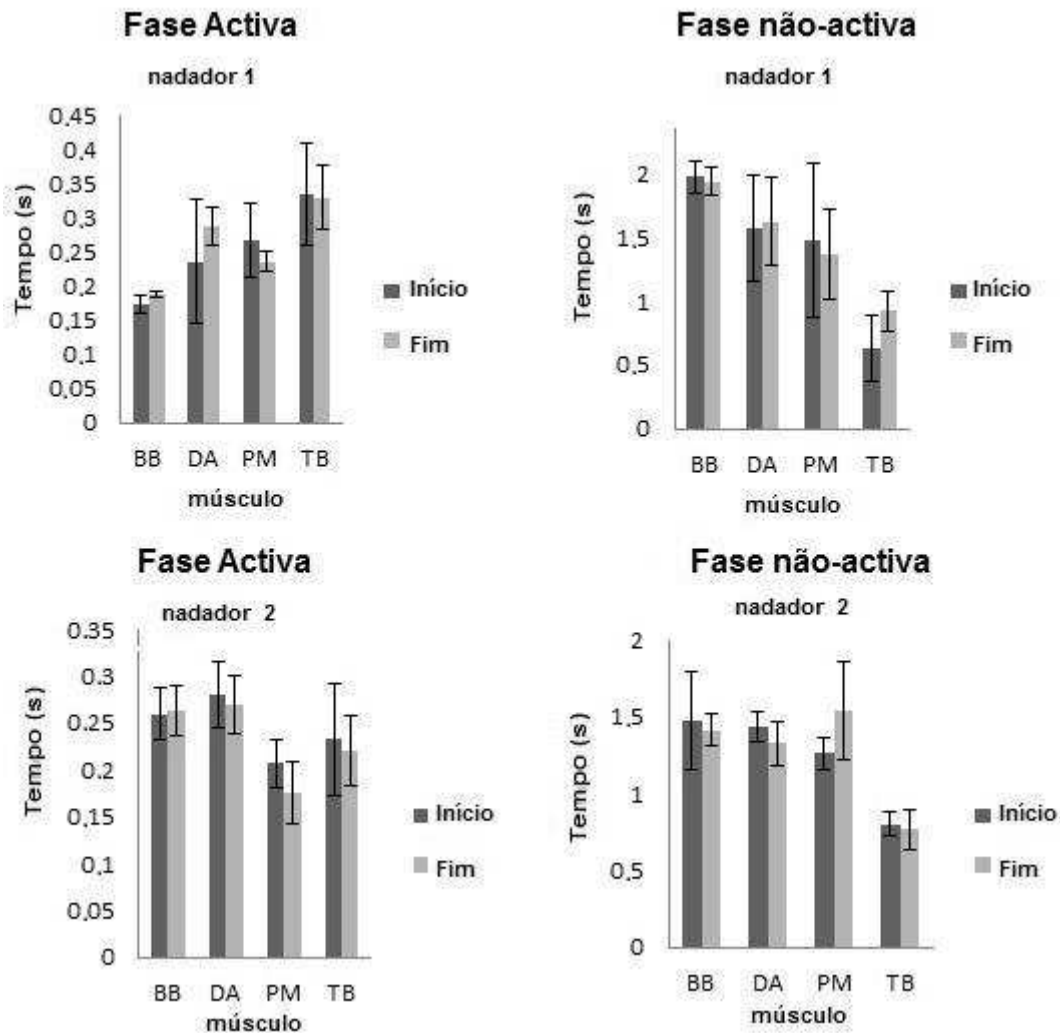 Fase Activa
nadador 1
Tempo (s)
0,45
0,4
0,35
0,3
0,25
0,2
0,15
0,1
0,05
0
BB DA PM TB
músculo
Início
Fim
Fase não-activa
nadador 1
Tempo (s)
2
1,5
1
0,5
0
BB DA PM TB
músculo
Início
Fim
Fase Activa
nadador 2
Tempo (s)
0,35
0,3
0,25
0,2
0,15
0,1
0,05
0
BB DA PM TB
músculo
Início
Fim
Fase não-activa
nadador 2
Tempo (s)
2
1,5
1
0,5
0
BB DA PM TB
músculo
Início
Fim